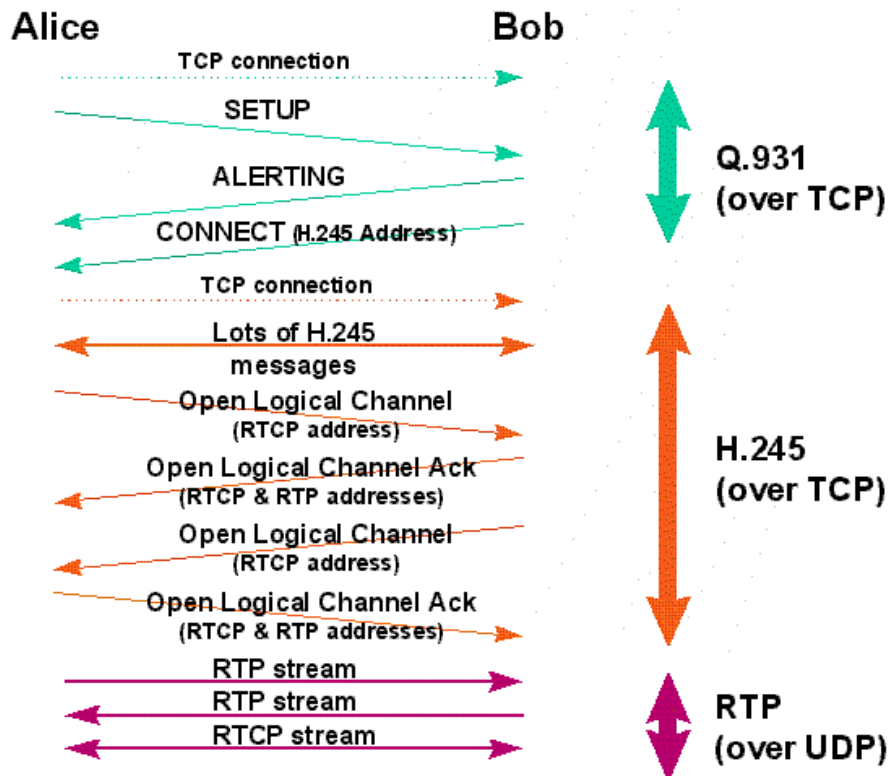 Alice
Bob
TCP connection
SETUP
ALERTING
CONNECT (H.245 Address)
Q.931
(over TCP)
TCP connection
Lots of H.245
messages
Open Logical Channel
(RTCP address)
Open Logical Channel Ack
(RTCP & RTP addresses)
Open Logical Channel
(RTCP address)
Open Logical Channel Ack
(RTCP & RTP addresses)
H.245
(over TCP)
RTP stream
RTP stream
RTCP stream
RTP
(over UDP)